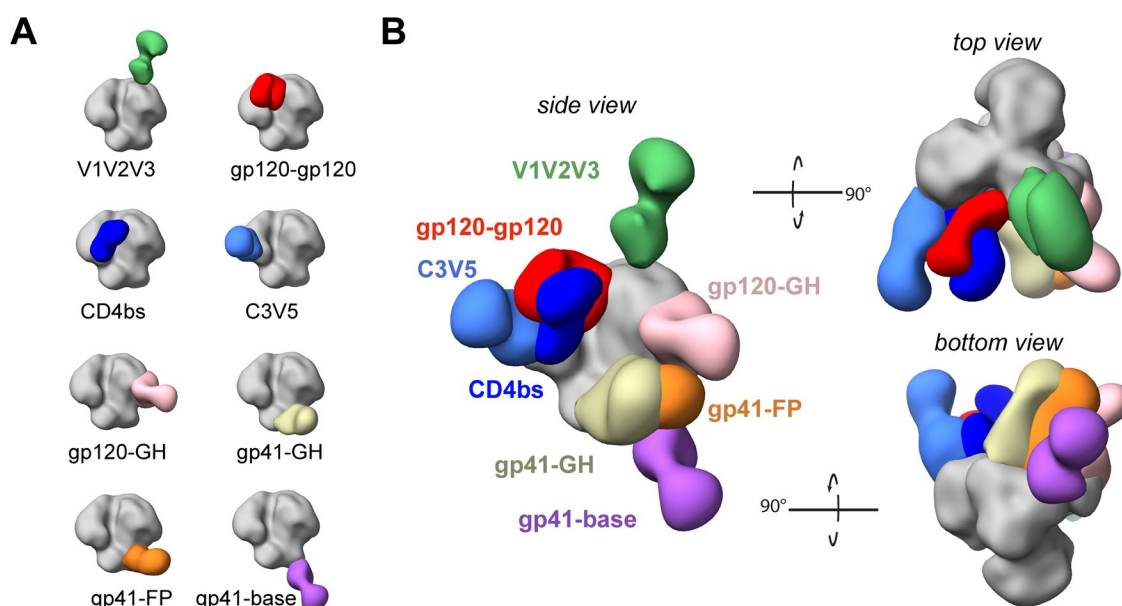 A
V1V2V3
gp120-gp120
CD4bs
C3V5
gp120-GH
gp41-GH
gp41-FP
gp41-base
B
side view
V1V2V3
gp120-gp120
C3V5
gp120-GH
CD4bs
gp41-FP
gp41-GH
gp41-base
top view
90°
bottom view
90°